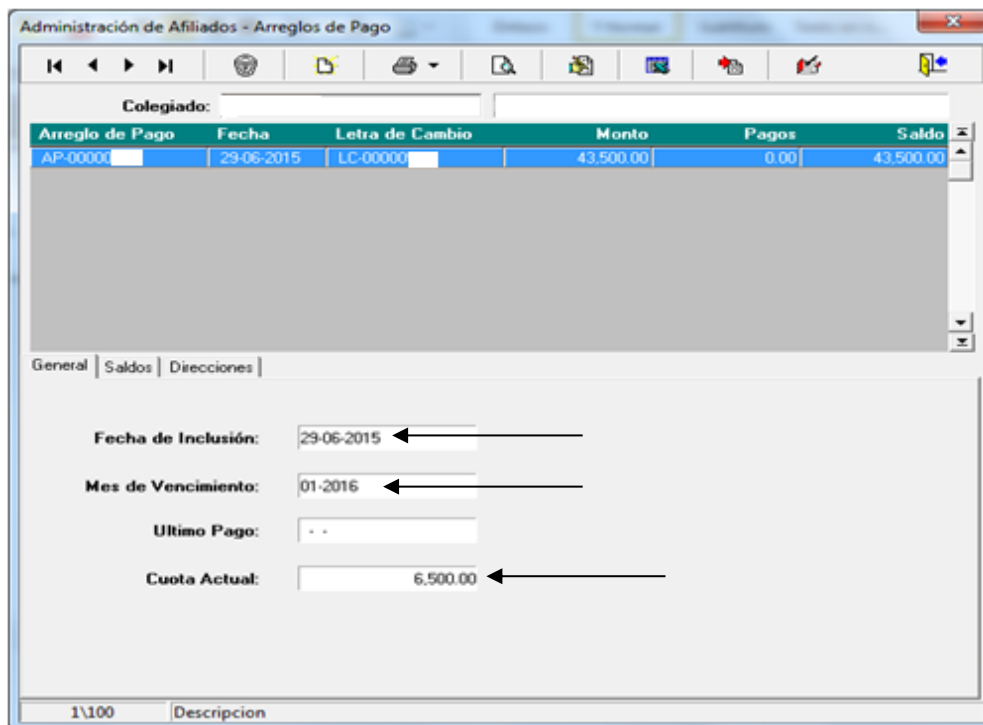 Administración de Afiliados - Arreglos de Pago
Colegiado:
Arreglo de Pago Fecha Letra de Cambio Monto Pagos Saldo
AP-00000 29-06-2015 LC-00000 43,500.00 0.00 43,500.00
General Saldos Direcciones
Fecha de Inclusión: 29-06-2015
Mes de Vencimiento: 01-2016
Ultimo Pago: - -
Cuota Actual: 6,500.00
1\100 Descripcion